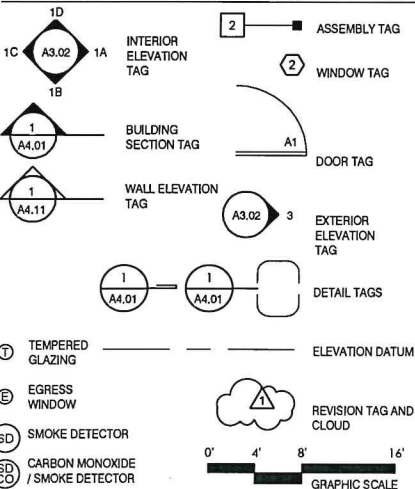 1D
1C A3.02 1A
1B
INTERIOR
ELEVATION
TAG
2
ASSEMBLY TAG
2
WINDOW TAG
1
A4.01
BUILDING
SECTION TAG
A1
DOOR TAG
1
A4.11
WALL ELEVATION
TAG
A3.02 3
EXTERIOR
ELEVATION
TAG
1
A4.01
1
A4.01
DETAIL TAGS
T
TEMPERED
GLAZING
ELEVATION DATUM
E
EGRESS
WINDOW
1
REVISION TAG AND
CLOUD
SD
SMOKE DETECTOR
SD
CO
CARBON MONOXIDE
/ SMOKE DETECTOR
0' 4' 8' 16'
GRAPHIC SCALE